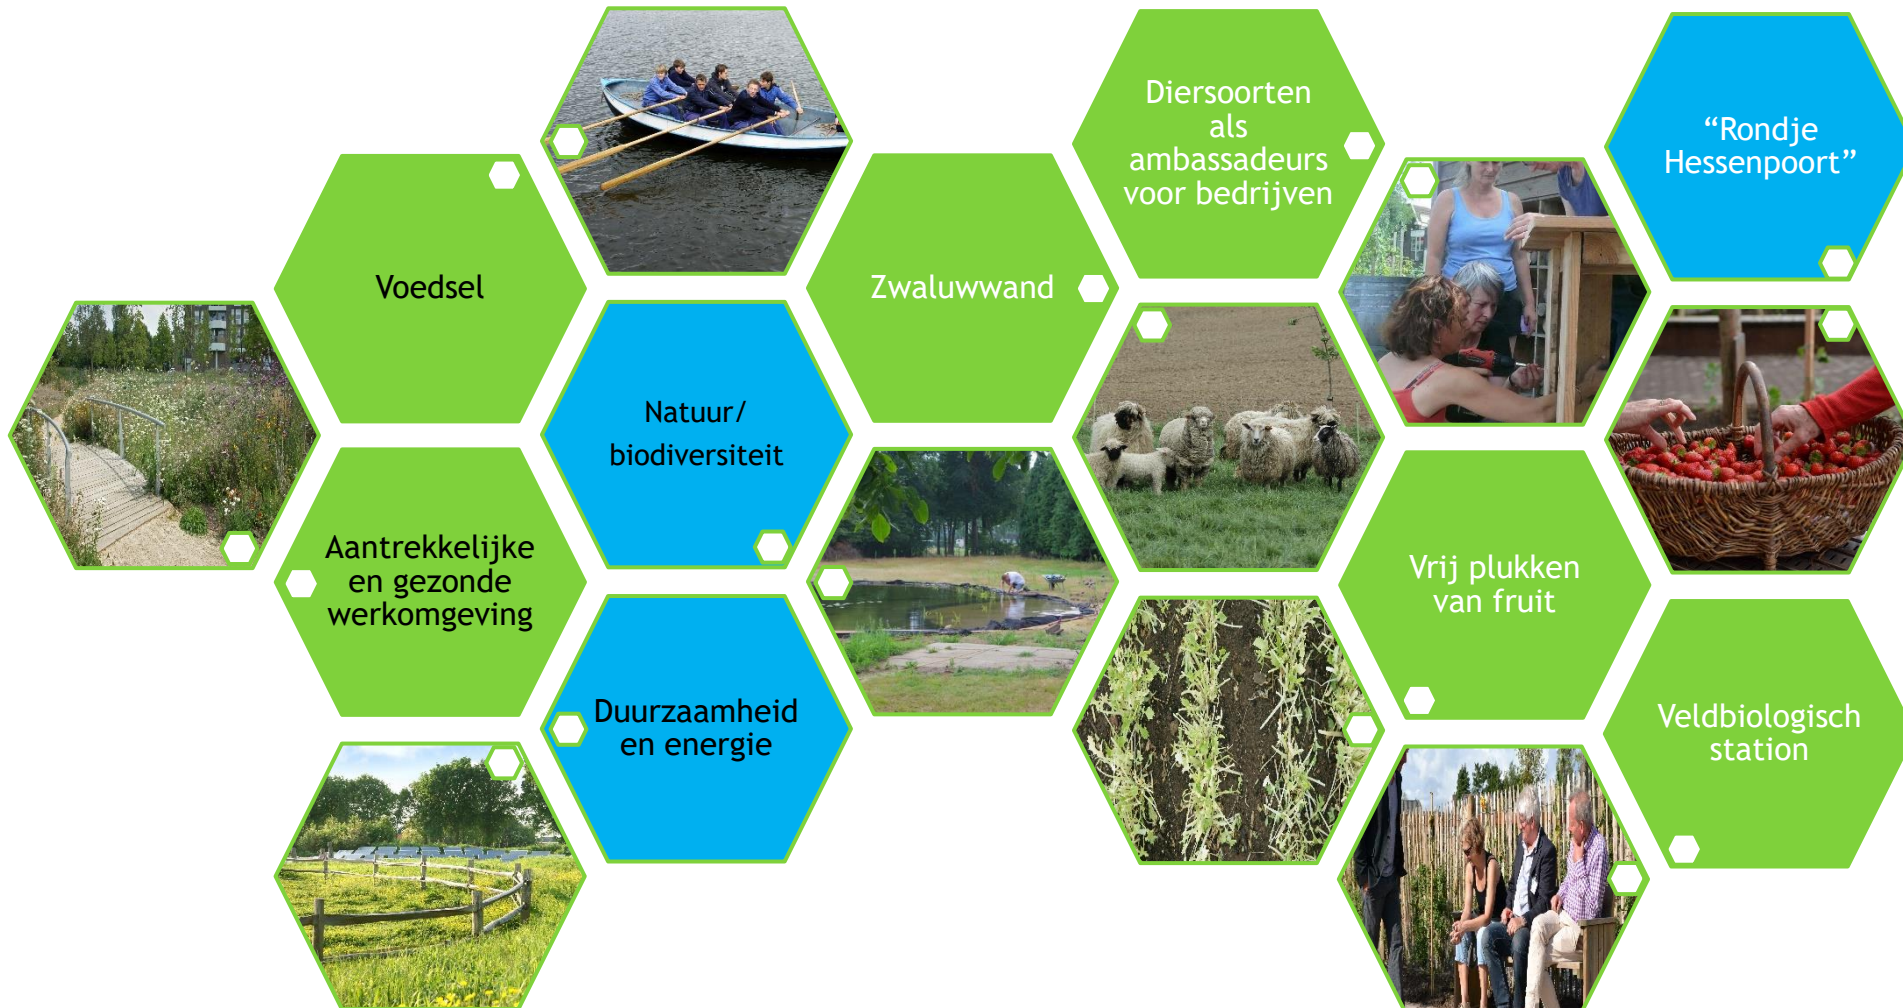 Voedsel
Aantrekkelijke
en gezonde
werkomgeving
Natuur/
biodiversiteit
Duurzaamheid
en energie
Zwaluwwand
Diersoorten
als
ambassadeurs
voor bedrijven
Vrij plukken
van fruit
“Rondje
Hessenpoort”
Veldbiologisch
station